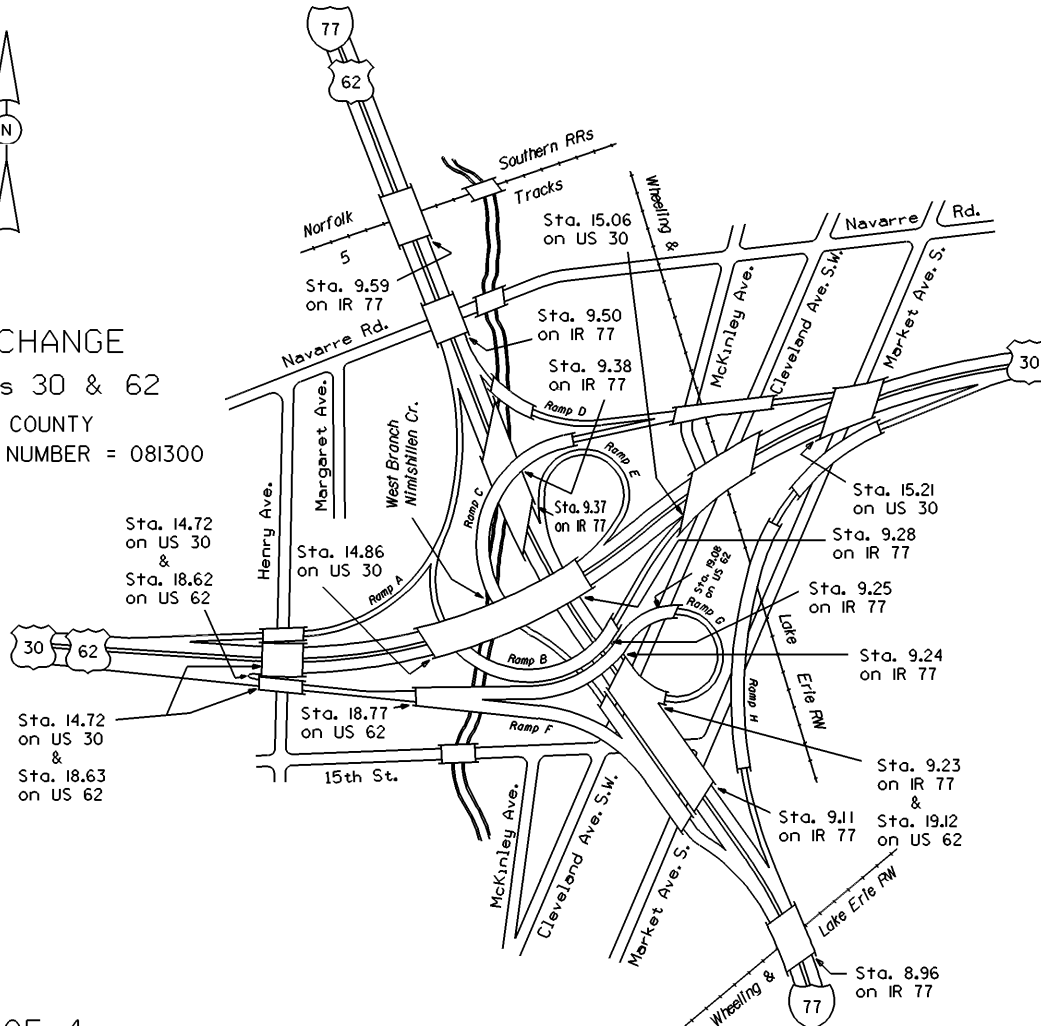 77
62
N
Southern RRs
Tracks
Norfolk
5
Wheeling &
Sta. 15.06
on US 30
Navarre Rd.
Sta. 9.59
on IR 77
McKinley Ave.
Cleveland Ave. S.W.
Market Ave. S.
CHANGE
s 30 & 62
COUNTY
NUMBER = 081300
Navarre Rd.
Sta. 9.50
on IR 77
Sta. 9.38
on IR 77
30
Ramp D
Margaret Ave.
West Branch
Nimishillen Cr.
Ramp C
Ramp E
Henry Ave.
Sta. 9.37
on IR 77
Sta. 15.21
on US 30
Sta. 14.72
on US 30
&
Sta. 18.62
on US 62
Sta. 14.86
on US 30
Sta. 9.28
on IR 77
Sta. 19.08
on US 62
Ramp A
Sta. 9.25
on IR 77
Ramp G
Lake
Erie RW
30
62
Ramp B
Sta. 9.24
on IR 77
Ramp H
Sta. 14.72
on US 30
&
Sta. 18.63
on US 62
Sta. 18.77
on US 62
Ramp F
15th St.
Sta. 9.23
on IR 77
&
Sta. 19.12
on US 62
Sta. 9.11
on IR 77
McKinley Ave.
Cleveland Ave. S.W.
Market Ave. S.
Wheeling &
Lake Erie RW
Sta. 8.96
on IR 77
77